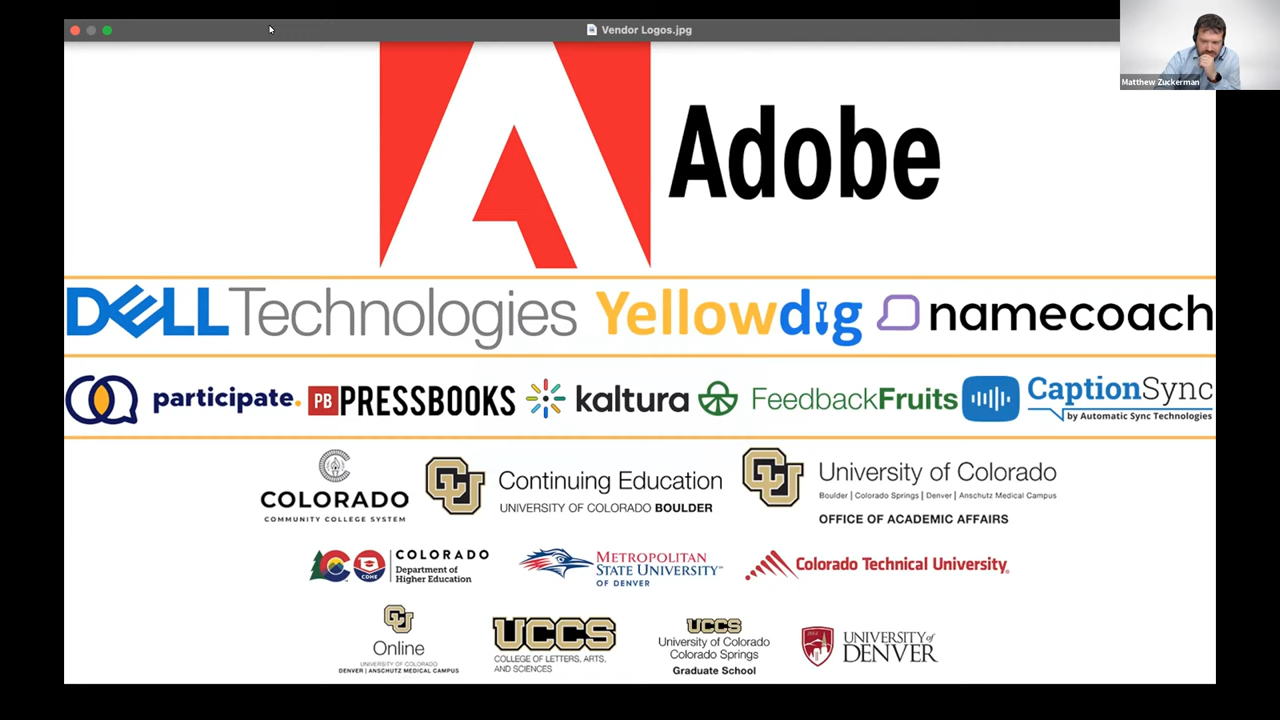 Vendor Logos.jpg
Matthew Zuckerman
Adobe
DELL Technologies
Yellowdig
namecoach
participate.
PB PRESSBOOKS
kaltura
FeedbackFruits
CaptionSync
by Automatic Sync Technologies
COLORADO
COMMUNITY COLLEGE SYSTEM
CU
Continuing Education
UNIVERSITY OF COLORADO BOULDER
CU
University of Colorado
Boulder | Colorado Springs | Denver | Anschutz Medical Campus
OFFICE OF ACADEMIC AFFAIRS
CDHE
COLORADO
Department of
Higher Education
METROPOLITAN
STATE UNIVERSITY™
OF DENVER
Colorado Technical University®
CU
Online
UNIVERSITY OF COLORADO
DENVER | ANSCHUTZ MEDICAL CAMPUS
UCCS
COLLEGE OF LETTERS, ARTS,
AND SCIENCES
UCCS
University of Colorado
Colorado Springs
Graduate School
UNIVERSITY of
DENVER